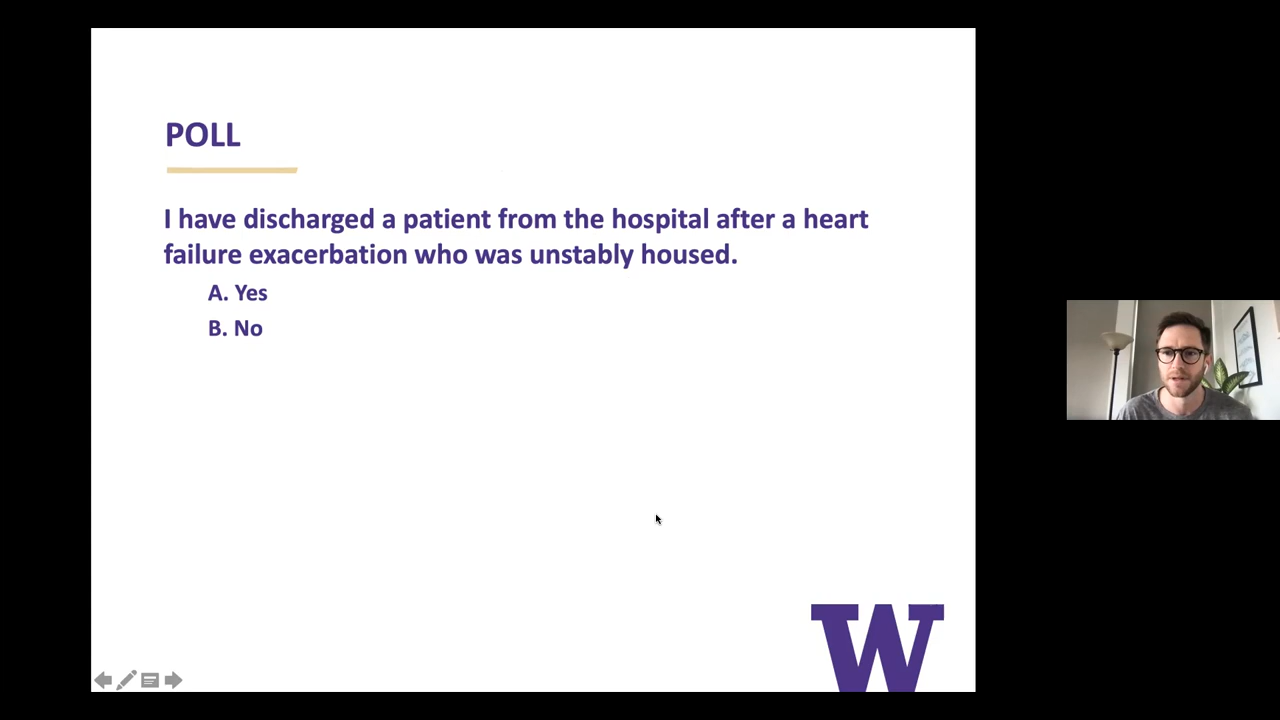 POLL
I have discharged a patient from the hospital after a heart
failure exacerbation who was unstably housed.
A. Yes
B. No
W